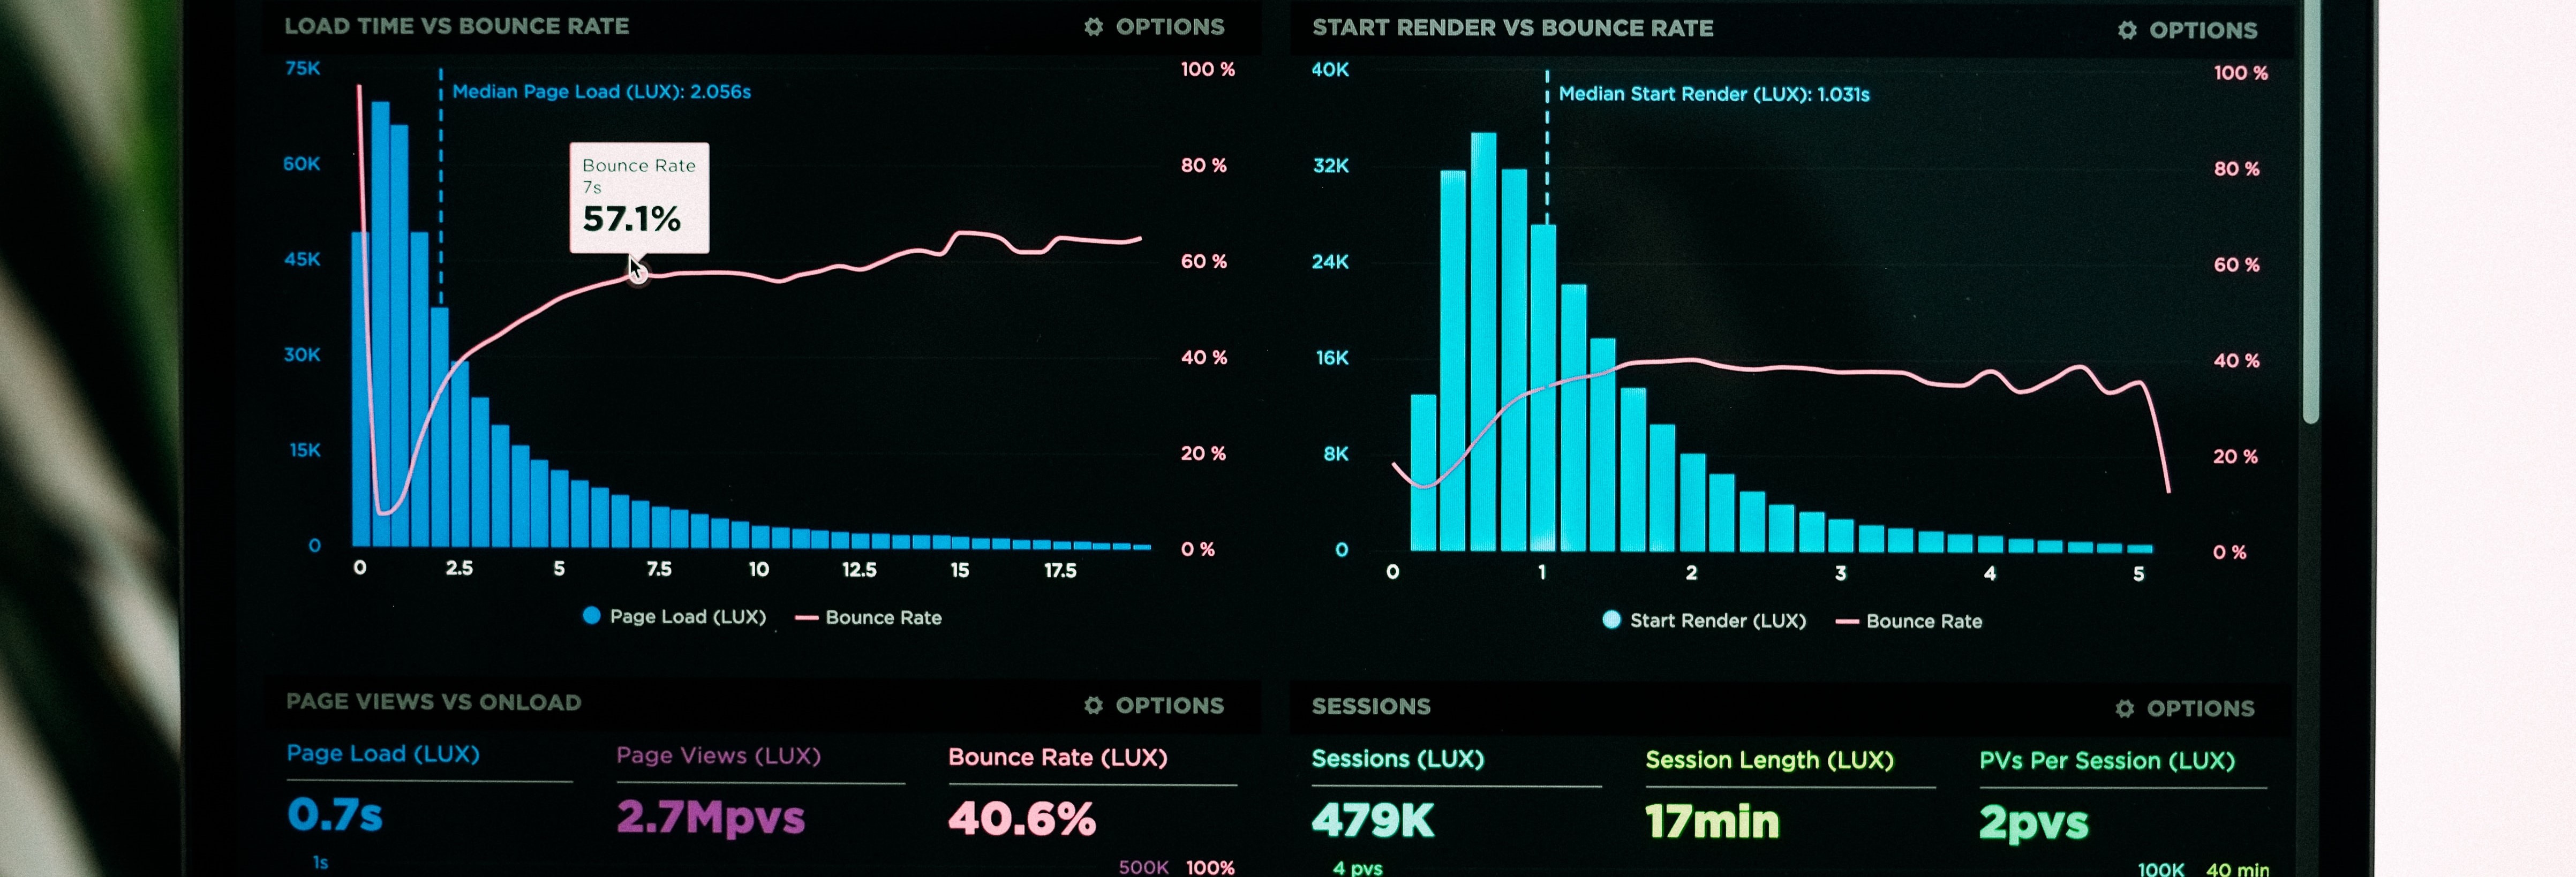 LOAD TIME VS BOUNCE RATE
OPTIONS
75K
60K
45K
30K
15K
0
Median Page Load (LUX): 2.056s
Bounce Rate
7s
57.1%
100 %
80 %
60 %
40 %
20 %
0 %
0 2.5 5 7.5 10 12.5 15 17.5
Page Load (LUX) Bounce Rate
START RENDER VS BOUNCE RATE
OPTIONS
40K
32K
24K
16K
8K
0
Median Start Render (LUX): 1.031s
100 %
80 %
60 %
40 %
20 %
0 %
0 1 2 3 4 5
Start Render (LUX) Bounce Rate
PAGE VIEWS VS ONLOAD
OPTIONS
Page Load (LUX)
0.7s
Page Views (LUX)
2.7Mpvs
Bounce Rate (LUX)
40.6%
1s
500K 100%
SESSIONS
OPTIONS
Sessions (LUX)
479K
Session Length (LUX)
17min
PVs Per Session (LUX)
2pvs
4 pvs
100K 40 min